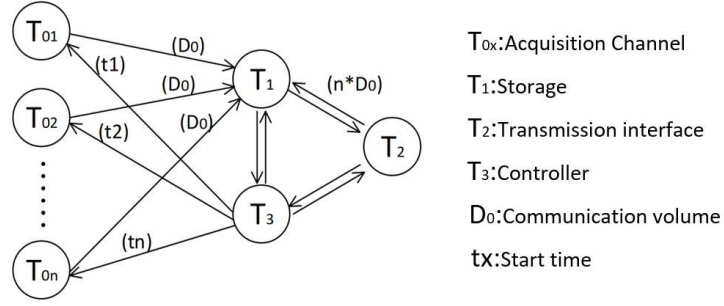 T01
(D0)
(t1)
T1
(n*D0)
(D0)
T02
(D0)
(t2)
T2
T3
(tn)
T0n
T0x:Acquisition Channel
T1:Storage
T2:Transmission interface
T3:Controller
D0:Communication volume
tx:Start time